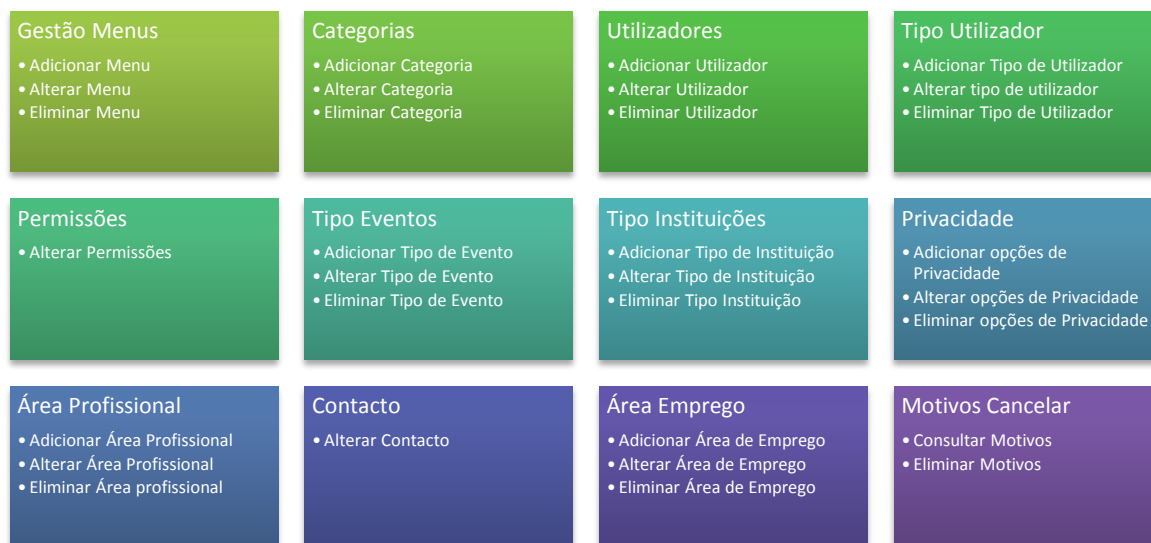 Gestão Menus
• Adicionar Menu
• Alterar Menu
• Eliminar Menu
Categorias
• Adicionar Categoria
• Alterar Categoria
• Eliminar Categoria
Utilizadores
• Adicionar Utilizador
• Alterar Utilizador
• Eliminar Utilizador
Tipo Utilizador
• Adicionar Tipo de Utilizador
• Alterar tipo de utilizador
• Eliminar Tipo de Utilizador
Permissões
• Alterar Permissões
Tipo Eventos
• Adicionar Tipo de Evento
• Alterar Tipo de Evento
• Eliminar Tipo de Evento
Tipo Instituições
• Adicionar Tipo de Instituição
• Alterar Tipo de Instituição
• Eliminar Tipo Instituição
Privacidade
• Adicionar opções de
Privacidade
• Alterar opções de Privacidade
• Eliminar opções de Privacidade
Área Profissional
• Adicionar Área Profissional
• Alterar Área Profissional
• Eliminar Área profissional
Contacto
• Alterar Contacto
Área Emprego
• Adicionar Área de Emprego
• Alterar Área de Emprego
• Eliminar Área de Emprego
Motivos Cancelar
• Consultar Motivos
• Eliminar Motivos